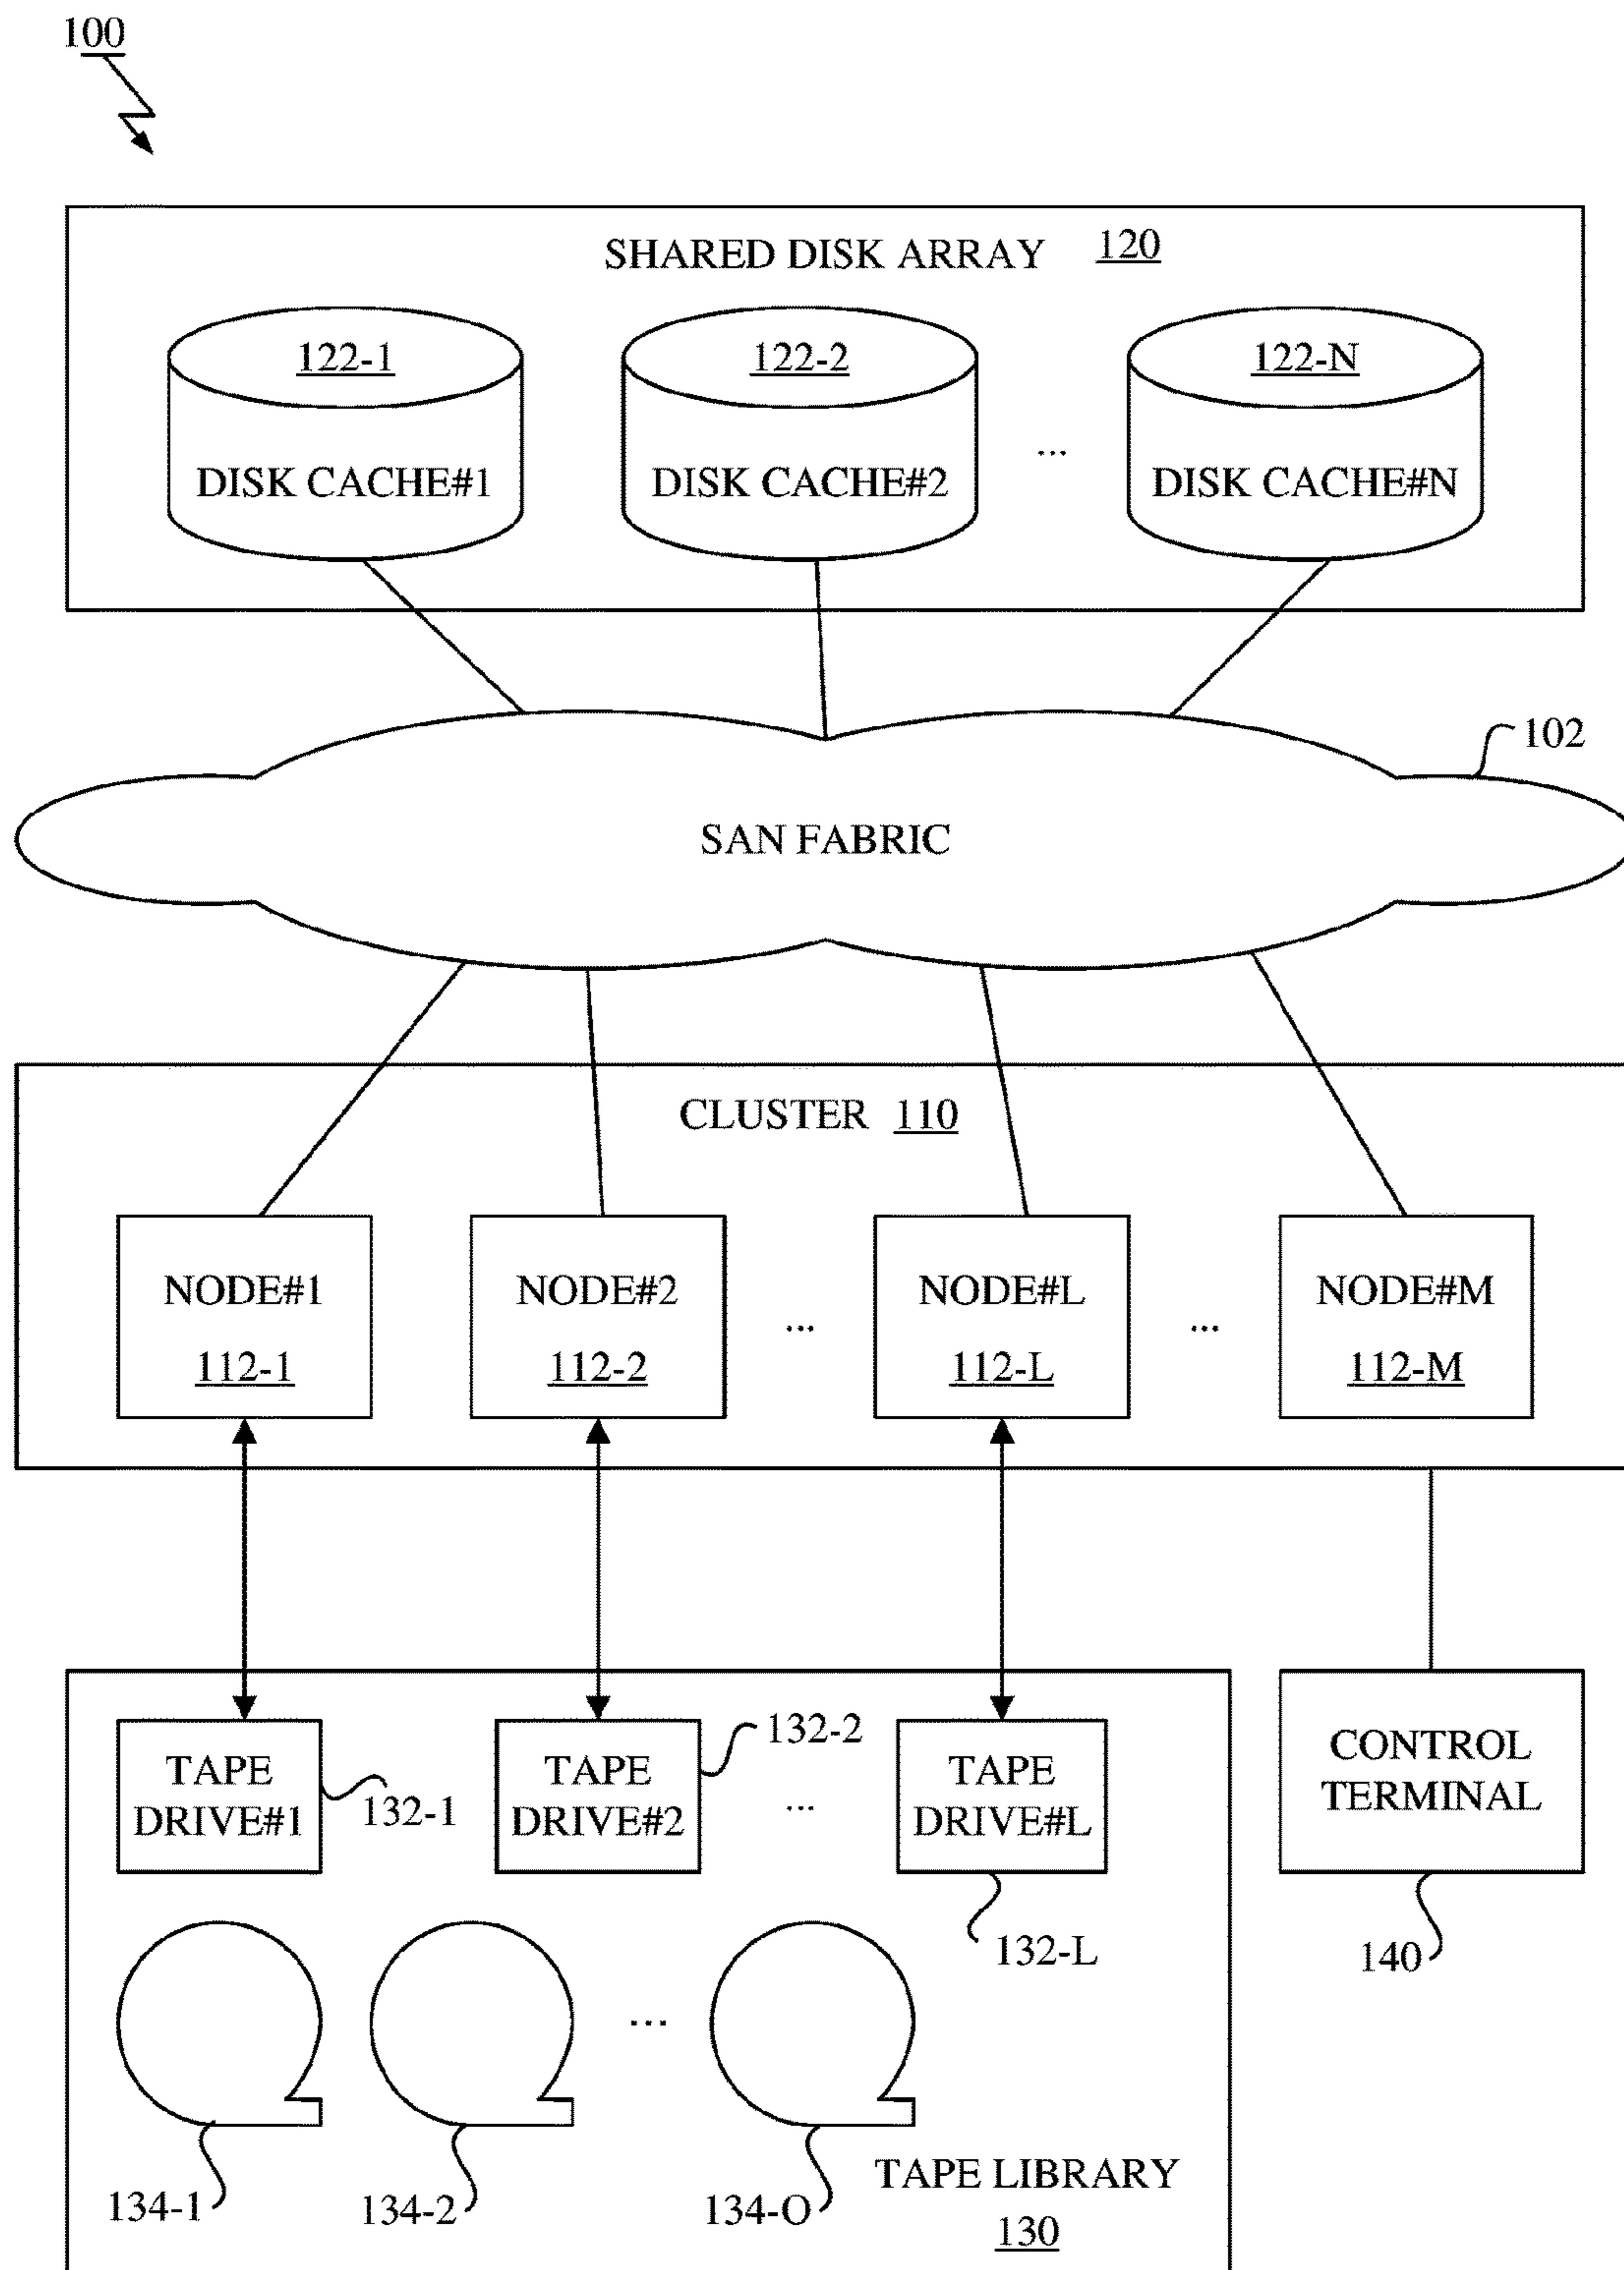 100
SHARED DISK ARRAY 120
122-1 122-2 122-N
DISK CACHE#1 DISK CACHE#2 ... DISK CACHE#N
102
SAN FABRIC
CLUSTER 110
NODE#1 NODE#2 ... NODE#L ... NODE#M
112-1 112-2 112-L 112-M
132-2
TAPE DRIVE#1
132-1
TAPE DRIVE#2
...
TAPE DRIVE#L
CONTROL
TERMINAL
132-L
140
...
134-1 134-2 134-O
TAPE LIBRARY
130